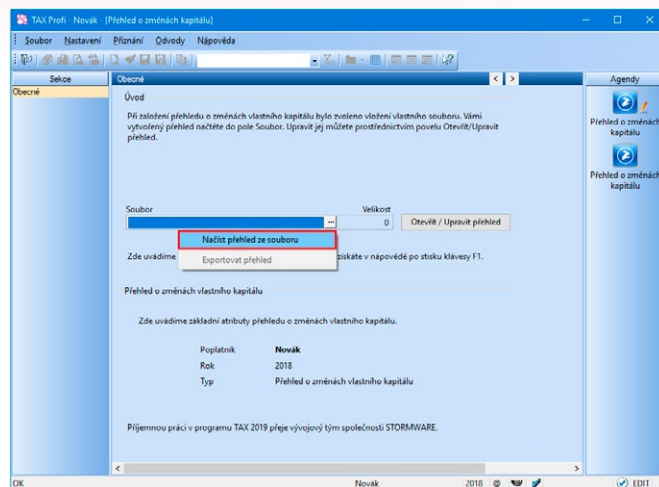 TAX Profi - Novák - [Přehled o změnách kapitálu]
Soubor Nastavení Přiznání Odvody Nápověda
Sekce
Obecné
Agendy
Obecné
Úvod
Při založení přehledu o změnách vlastního kapitálu bylo zvoleno vložení vlastního souboru. Vámi
vytvořený přehled načtěte do pole Soubor. Upravit jej můžete prostřednictvím povelu Otevřít/Upravit
přehled.
Přehled o změnách
kapitálu
Přehled o změnách
kapitálu
Soubor
Velikost
0
Otevřít / Upravit přehled
Načíst přehled ze souboru
Exportovat přehled
Zde uvádíme
získáte v nápovědě po stisku klávesy F1.
Přehled o změnách vlastního kapitálu
Zde uvádíme základní atributy přehledu o změnách vlastního kapitálu.
Poplatník Novák
Rok 2018
Typ Přehled o změnách vlastního kapitálu
Příjemnou práci v programu TAX 2019 přeje vývojový tým společnosti STORMWARE.
OK Novák 2018 @ EDIT